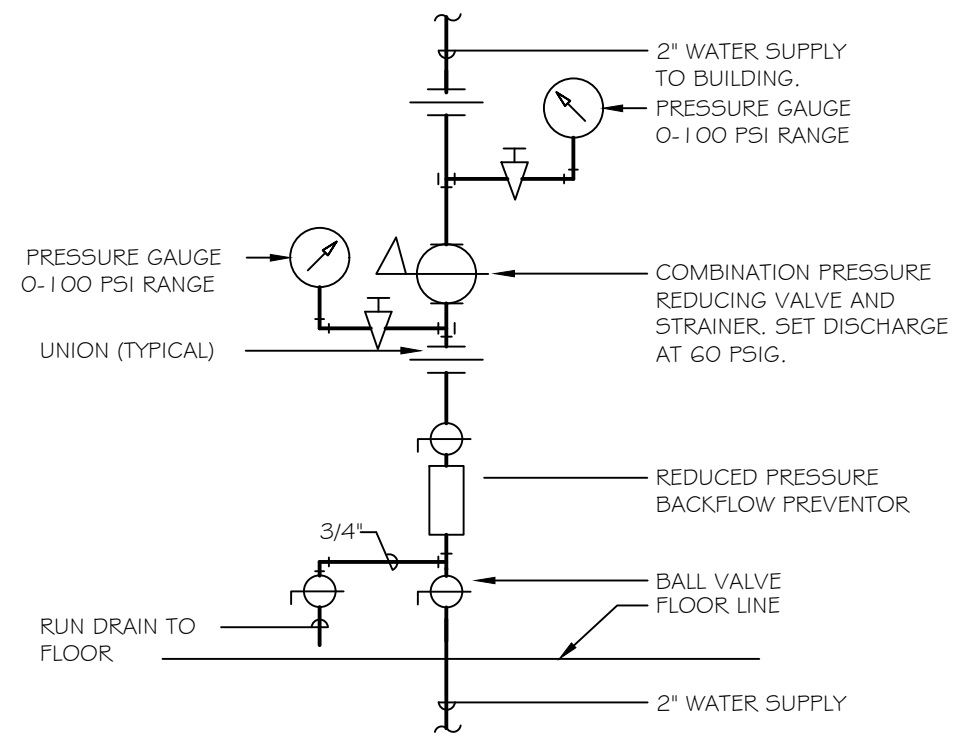 2" WATER SUPPLY
TO BUILDING.
PRESSURE GAUGE
0-100 PSI RANGE
PRESSURE GAUGE
0-100 PSI RANGE
COMBINATION PRESSURE
REDUCING VALVE AND
STRAINER. SET DISCHARGE
AT 60 PSIG.
UNION (TYPICAL)
REDUCED PRESSURE
BACKFLOW PREVENTOR
3/4"
BALL VALVE
FLOOR LINE
RUN DRAIN TO
FLOOR
2" WATER SUPPLY